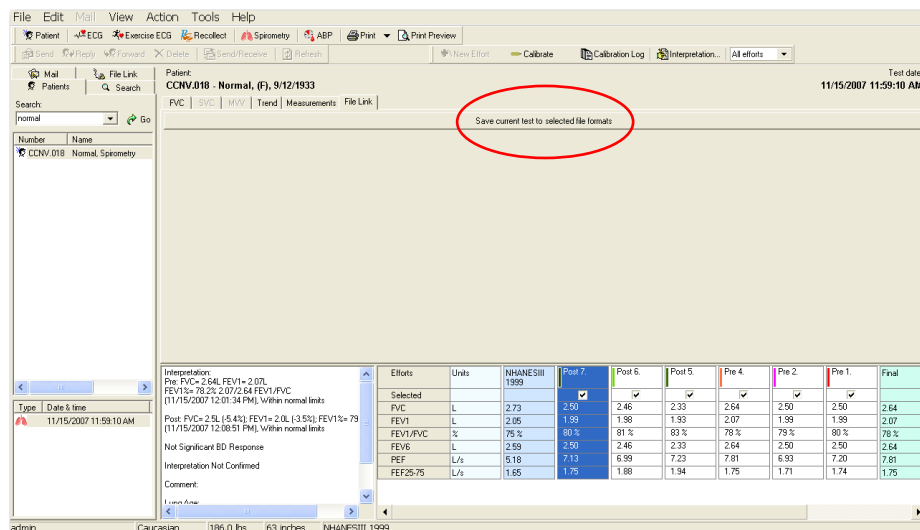 File Edit Mail View Action Tools Help
Patient ECG Exercise ECG Recollect Spirometry ABP Print Print Preview
Send Reply Forward Delete Send/Receive Refresh New Effort Calibrate Calibration Log Interpretation... All efforts
Mail File Link
Patients Search
Search:
normal Go
Number Name
CCNV.018 Normal, Spirometry
Type Date & time
11/15/2007 11:59:10 AM
Patient: Test date
CCNV.018 - Normal, (F), 9/12/1933 11/15/2007 11:59:10 AM
FVC SVC MVV Trend Measurements File Link
Save current test to selected file formats
Interpretation:
Pre: FVC= 2.64L FEV1= 2.07L
FEV1%= 78.2% 2.07/2.64 FEV1/FVC
(11/15/2007 12:01:34 PM), Within normal limits
Post: FVC= 2.5L (-5.4%); FEV1= 2.0L (-3.5%); FEV1%= 79
(11/15/2007 12:08:51 PM), Within normal limits
Not Significant BD Response
Interpretation Not Confirmed
Comment:
Lung Age:
Efforts Units NHANESIII 1999 Post 7. Post 6. Post 5. Pre 4. Pre 2. Pre 1. Final
Selected
FVC L 2.73 2.50 2.46 2.33 2.64 2.50 2.50 2.64
FEV1 L 2.05 1.99 1.98 1.93 2.07 1.99 1.99 2.07
FEV1/FVC % 75 % 80 % 81 % 83 % 78 % 79 % 80 % 78 %
FEV6 L 2.59 2.50 2.46 2.33 2.64 2.50 2.50 2.64
PEF L/s 5.18 7.13 6.99 7.23 7.81 6.93 7.20 7.81
FEF25-75 L/s 1.65 1.75 1.88 1.94 1.75 1.71 1.74 1.75
admin Caucasian 186.0 lbs 63 inches NHANESIII 1999